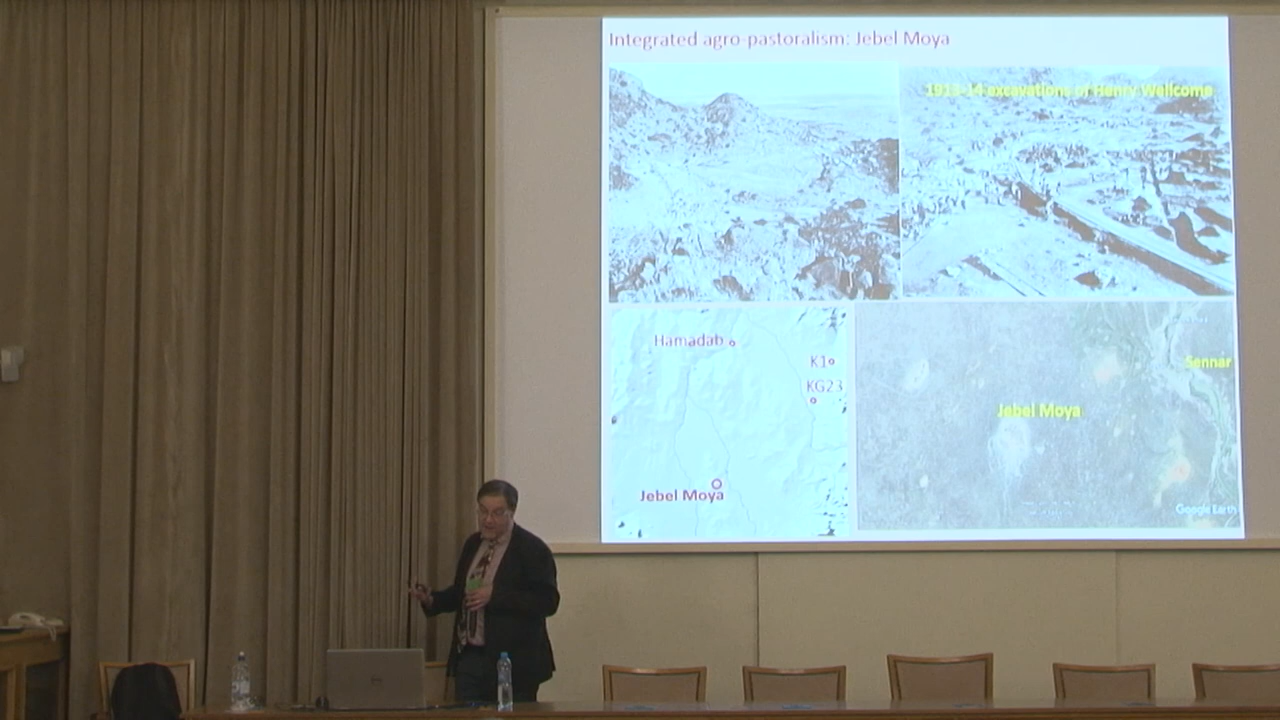 Integrated agro-pastoralism: Jebel Moya
1913-14 excavations of Henry Wellcome
Hamadab
K1
KG23
Jebel Moya
Sennar
Jebel Moya
Google Earth